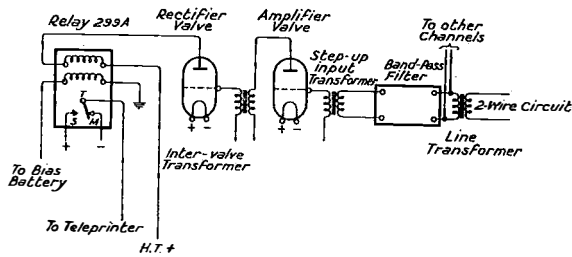 Relay 299A
Rectifier
Valve
Amplifier
Valve
Step-up
input
Transformer
Band-Pass
Filter
To other
Channels
2-Wire Circuit
Line
Transformer
Inter-valve
Transformer
T
S
M
+
-
+ -
+ -
To Bias
Battery
To Teleprinter
H.T. +